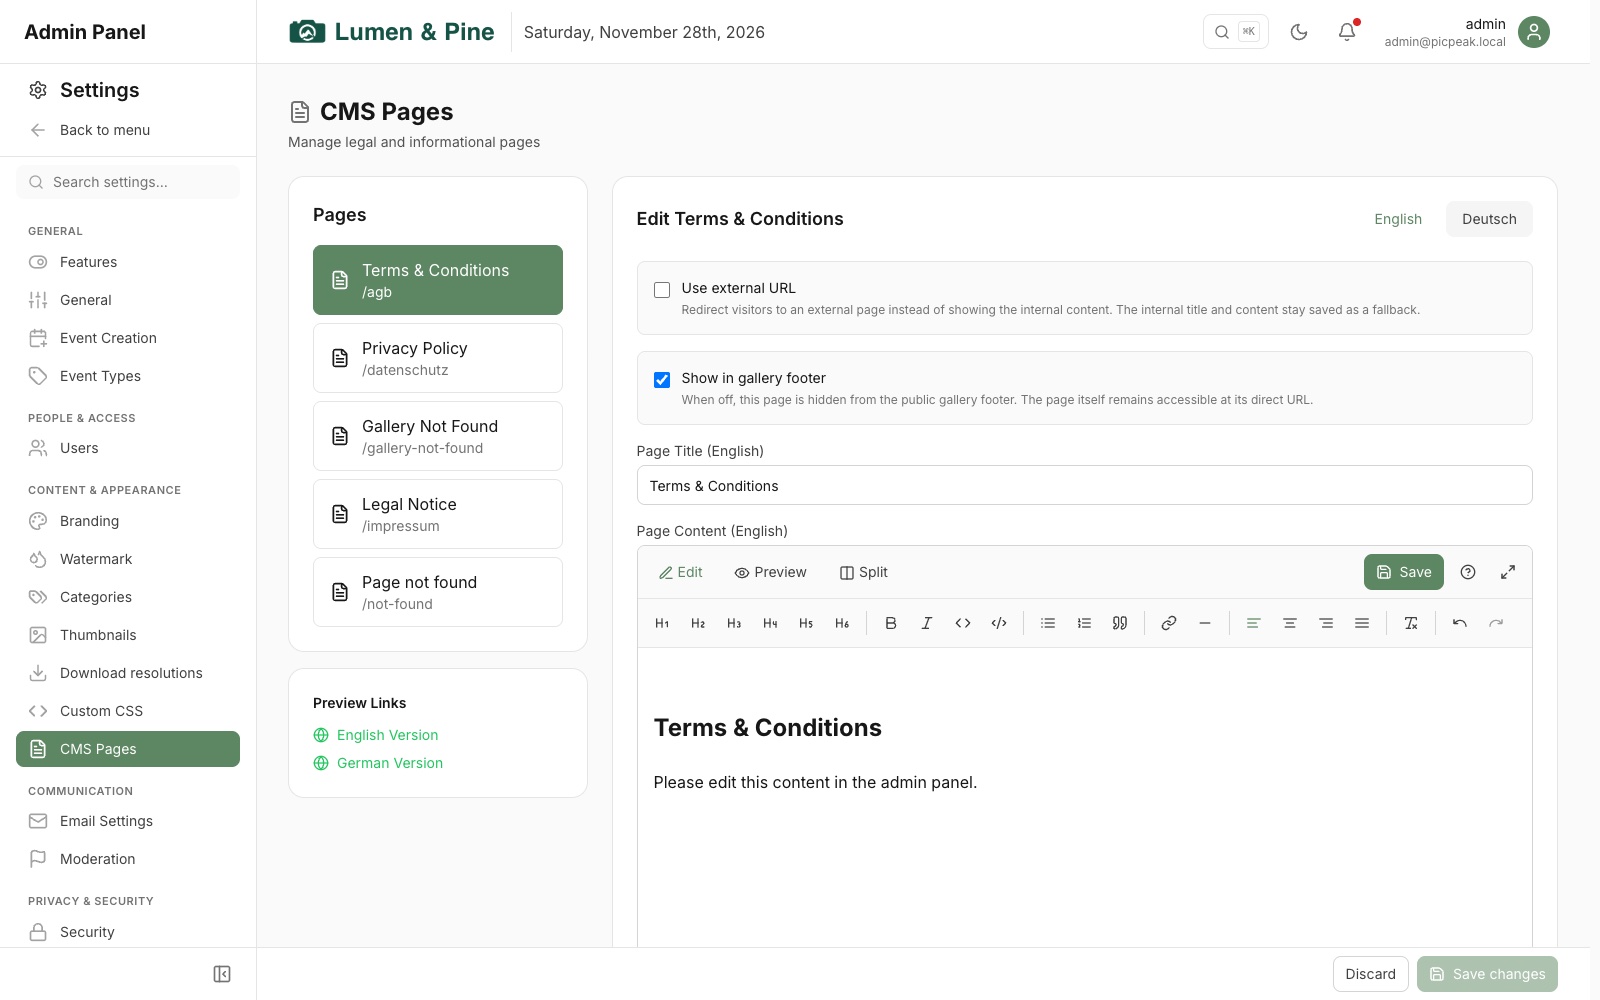 Admin Panel
Lumen & Pine
Saturday, November 28th, 2026
⌘K
admin
admin@picpeak.local
Settings
Back to menu
Search settings...
GENERAL
Features
General
Event Creation
Event Types
PEOPLE & ACCESS
Users
CONTENT & APPEARANCE
Branding
Watermark
Categories
Thumbnails
Download resolutions
Custom CSS
CMS Pages
COMMUNICATION
Email Settings
Moderation
PRIVACY & SECURITY
Security
CMS Pages
Manage legal and informational pages
Pages
Terms & Conditions
/agb
Privacy Policy
/datenschutz
Gallery Not Found
/gallery-not-found
Legal Notice
/impressum
Page not found
/not-found
Preview Links
English Version
German Version
Edit Terms & Conditions
English
Deutsch
Use external URL
Redirect visitors to an external page instead of showing the internal content. The internal title and content stay saved as a fallback.
Show in gallery footer
When off, this page is hidden from the public gallery footer. The page itself remains accessible at its direct URL.
Page Title (English)
Terms & Conditions
Page Content (English)
Edit
Preview
Split
Save
H1 H2 H3 H4 H5 H6 B I
Terms & Conditions
Please edit this content in the admin panel.
Discard
Save changes